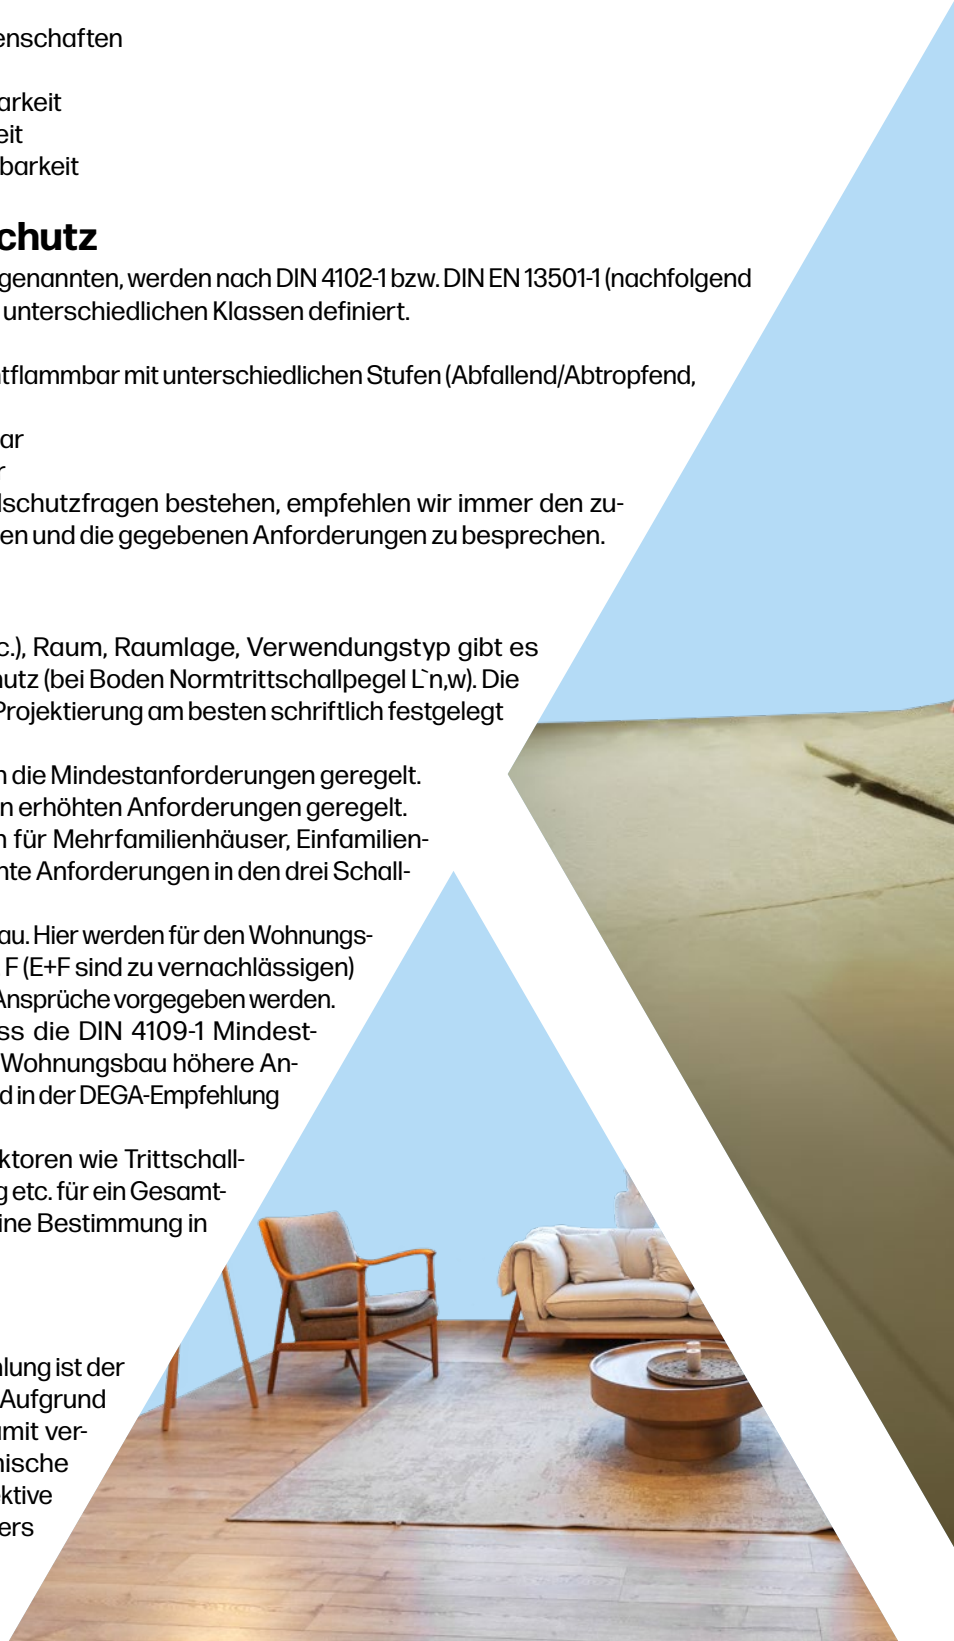 enschaften
arkeit
eit
barkeit
chutz
genannten, werden nach DIN 4102-1 bzw. DIN EN 13501-1 (nachfolgend
unterschiedlichen Klassen definiert.
tflammbar mit unterschiedlichen Stufen (Abfallend/Abtropfend,
ar
r
schutzfragen bestehen, empfehlen wir immer den zu-
en und die gegebenen Anforderungen zu besprechen.
c.), Raum, Raumlage, Verwendungstyp gibt es
utz (bei Boden Normtrittschallpegel L`n,w). Die
Projektierung am besten schriftlich festgelegt
n die Mindestanforderungen geregelt.
n erhöhten Anforderungen geregelt.
n für Mehrfamilienhäuser, Einfamilien-
nte Anforderungen in den drei Schall-
au. Hier werden für den Wohnungs-
F (E+F sind zu vernachlässigen)
Ansprüche vorgegeben werden.
ss die DIN 4109-1 Mindest-
Wohnungsbau höhere An-
d in der DEGA-Empfehlung
ktoren wie Trittschall-
g etc. für ein Gesamt-
ine Bestimmung in
lung ist der
Aufgrund
mit ver-
nische
ktive
ers